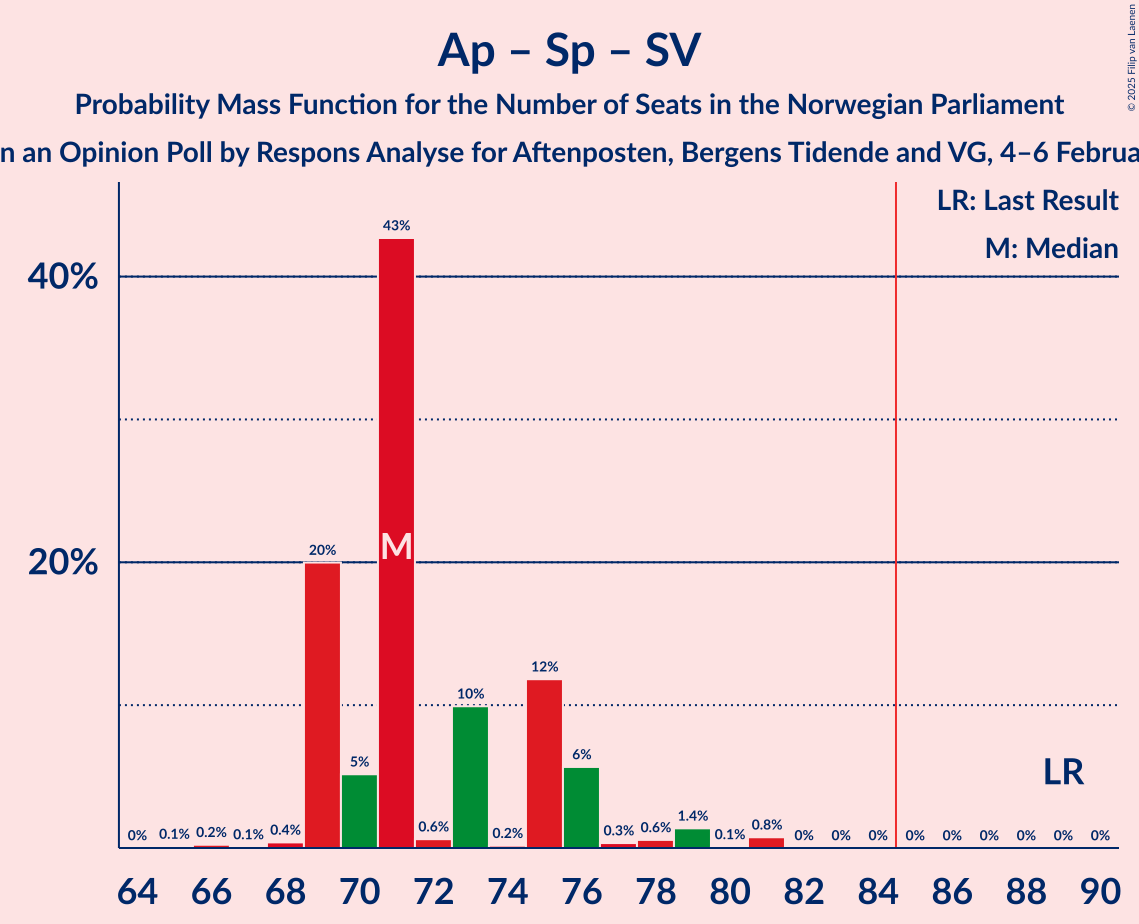 Ap – Sp – SV
Probability Mass Function for the Number of Seats in the Norwegian Parliament
n an Opinion Poll by Respons Analyse for Aftenposten, Bergens Tidende and VG, 4–6 Februa
© 2025 Filip van Laenen
LR: Last Result
M: Median
40%
20%
0% 0.1% 0.2% 0.1% 0.4% 20% 5% 43% 0.6% 10% 0.2% 12% 6% 0.3% 0.6% 1.4% 0.1% 0.8% 0% 0% 0% 0% 0% 0% 0% 0% 0%
M
LR
64 66 68 70 72 74 76 78 80 82 84 86 88 90